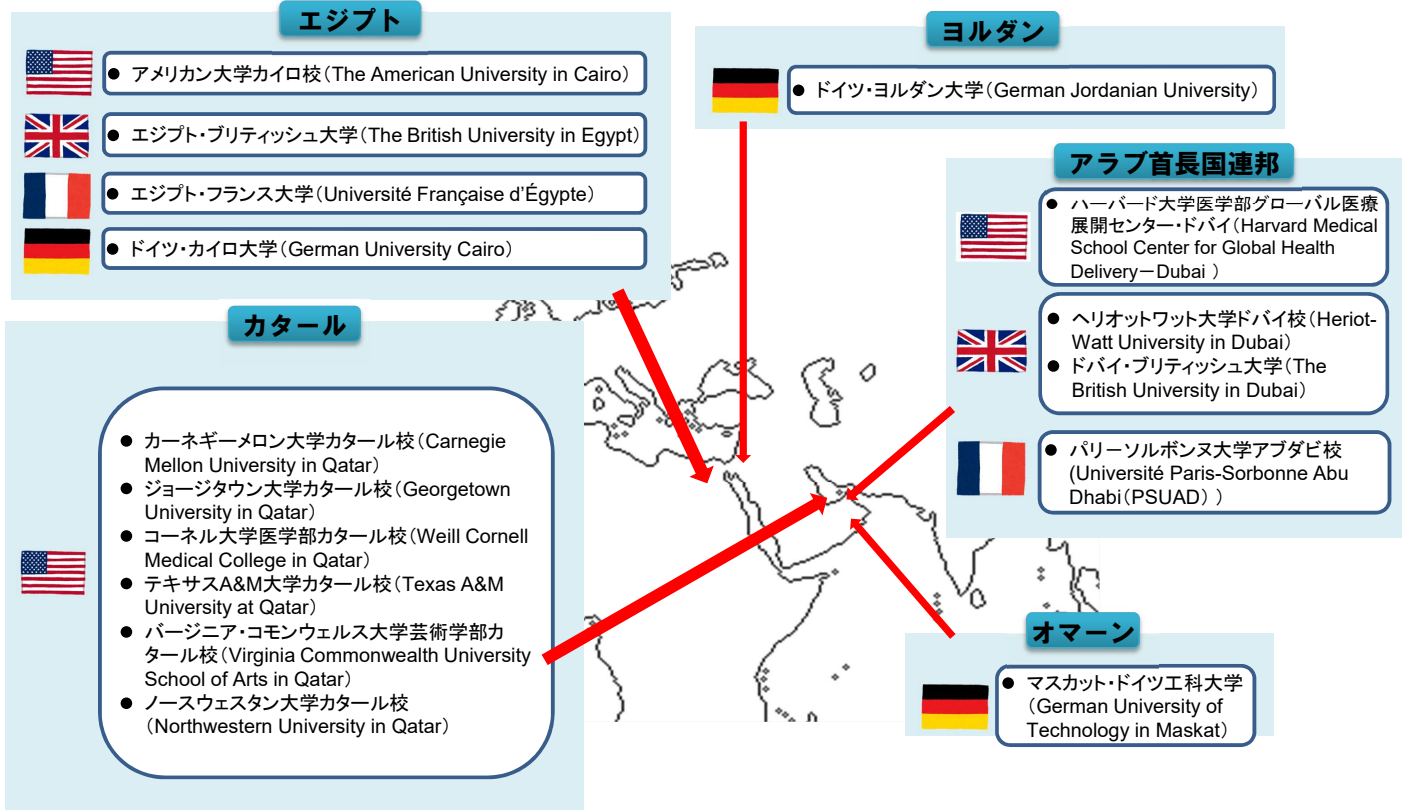 エジプト
● アメリカン大学カイロ校(The American University in Cairo)
● エジプト・ブリティッシュ大学(The British University in Egypt)
● エジプト・フランス大学(Université Française d'Égypte)
● ドイツ・カイロ大学(German University Cairo)
ヨルダン
● ドイツ・ヨルダン大学(German Jordanian University)
アラブ首長国連邦
● ハーバード大学医学部グローバル医療
展開センター・ドバイ(Harvard Medical
School Center for Global Health
Delivery－Dubai )
● ヘリオットワット大学ドバイ校(Heriot-
Watt University in Dubai)
● ドバイ・ブリティッシュ大学(The
British University in Dubai)
● パリーソルボンヌ大学アブダビ校
(Université Paris-Sorbonne Abu
Dhabi(PSUAD) )
カタール
● カーネギーメロン大学カタール校(Carnegie
Mellon University in Qatar)
● ジョージタウン大学カタール校(Georgetown
University in Qatar)
● コーネル大学医学部カタール校(Weill Cornell
Medical College in Qatar)
● テキサスA&M大学カタール校(Texas A&M
University at Qatar)
● バージニア・コモンウェルス大学芸術学部カ
タール校(Virginia Commonwealth University
School of Arts in Qatar)
● ノースウェスタン大学カタール校
(Northwestern University in Qatar)
オマーン
● マスカット・ドイツ工科大学
(German University of
Technology in Maskat)